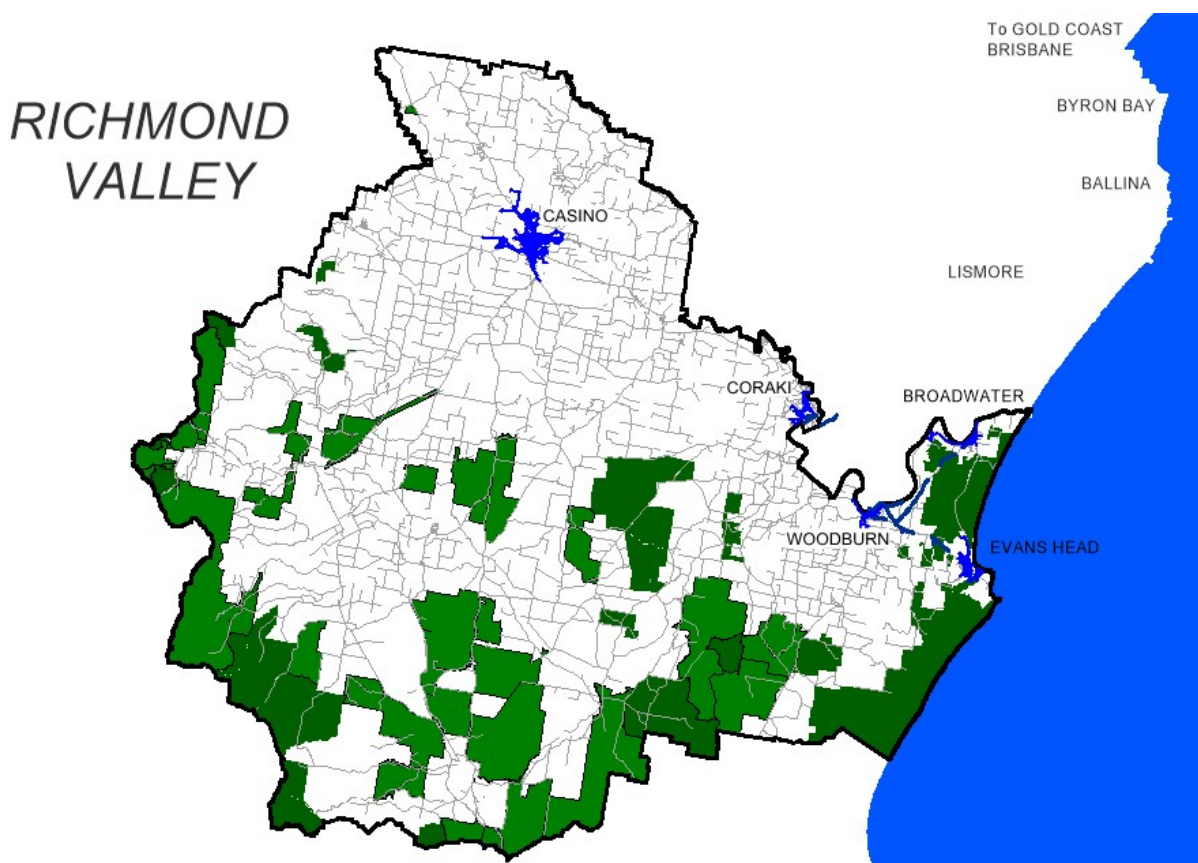 RICHMOND
VALLEY
To GOLD COAST
BRISBANE
BYRON BAY
BALLINA
CASINO
LISMORE
CORAKI
BROADWATER
WOODBURN
EVANS HEAD